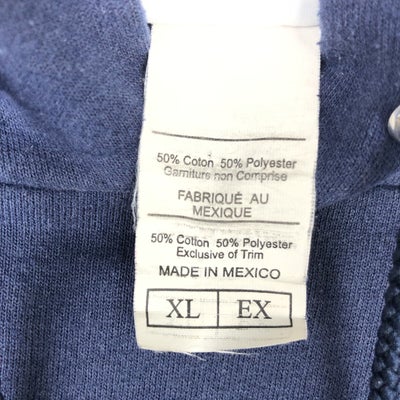 50% Coton 50% Polyester
Garniture non Comprise
FABRIQUÉ AU
MEXIQUE
50% Cotton 50% Polyester
Exclusive of Trim
MADE IN MEXICO
XL EX